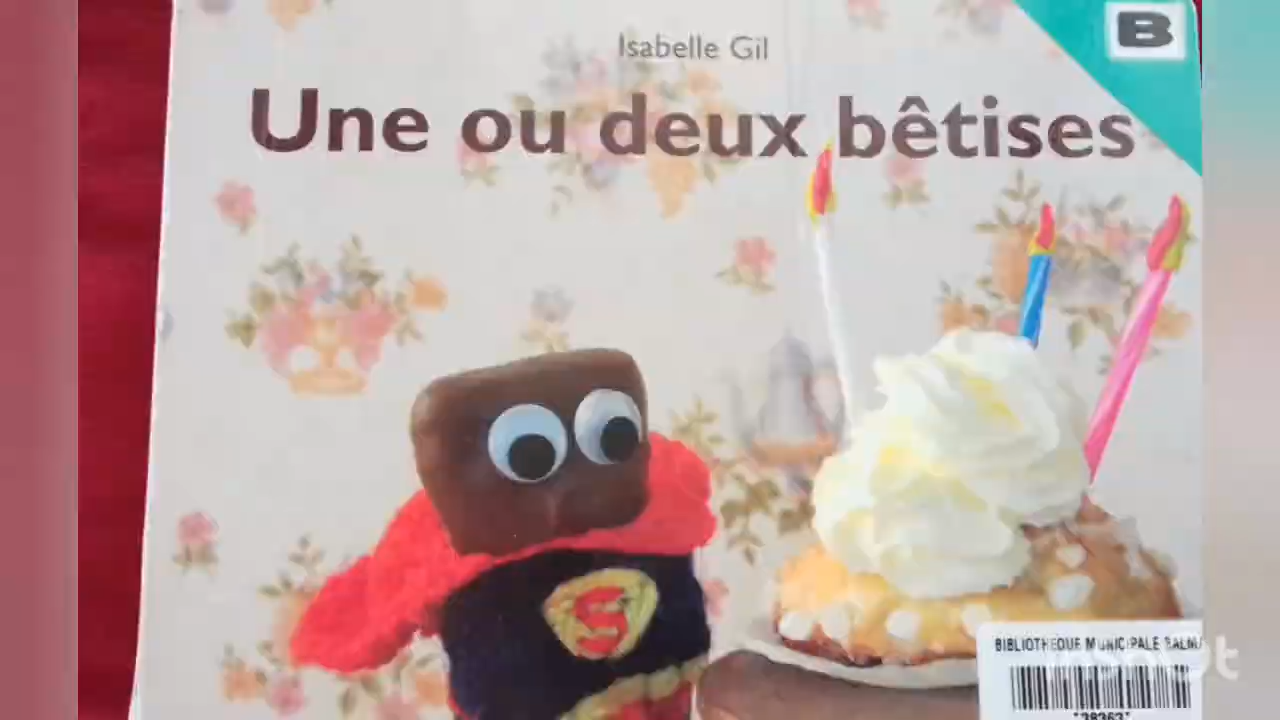 Isabelle Gil
B
Une ou deux bêtises
S
BIBLIOTHEQUE MUNICIPALE BALMA